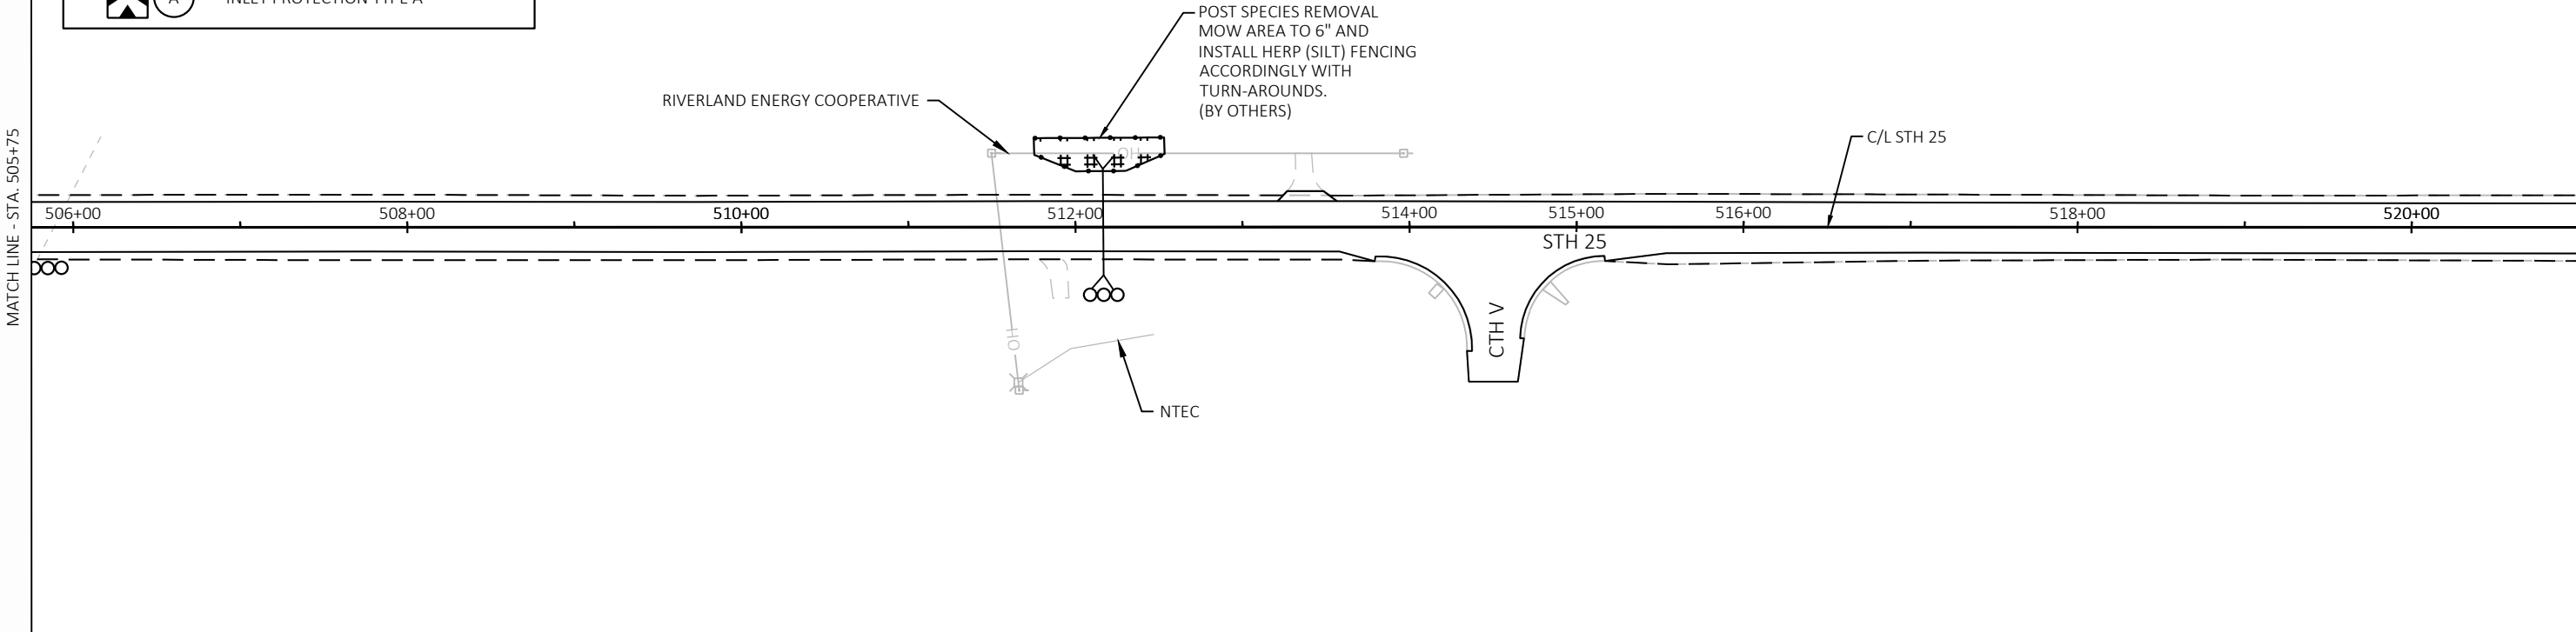 A INLET PROTECTION TYPE A
POST SPECIES REMOVAL
MOW AREA TO 6" AND
INSTALL HERP (SILT) FENCING
ACCORDINGLY WITH
TURN-AROUNDS.
(BY OTHERS)
RIVERLAND ENERGY COOPERATIVE
C/L STH 25
MATCH LINE - STA. 505+75
OH
506+00 508+00 510+00 512+00 514+00 515+00 516+00 518+00 520+00
STH 25
CTH V
OH
NTEC